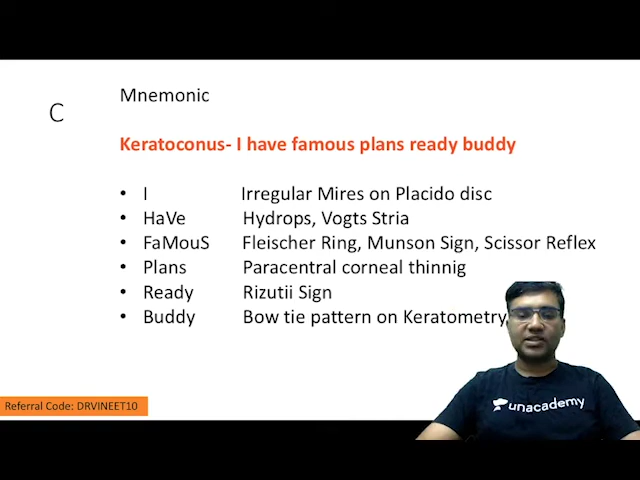 Mnemonic
C
Keratoconus- I have famous plans ready buddy
• I Irregular Mires on Placido disc
• HaVe Hydrops, Vogts Stria
• FaMouS Fleischer Ring, Munson Sign, Scissor Reflex
• Plans Paracentral corneal thinnig
• Ready Rizutii Sign
• Buddy Bow tie pattern on Keratometry
unacademy
Referral Code: DRVINEET10